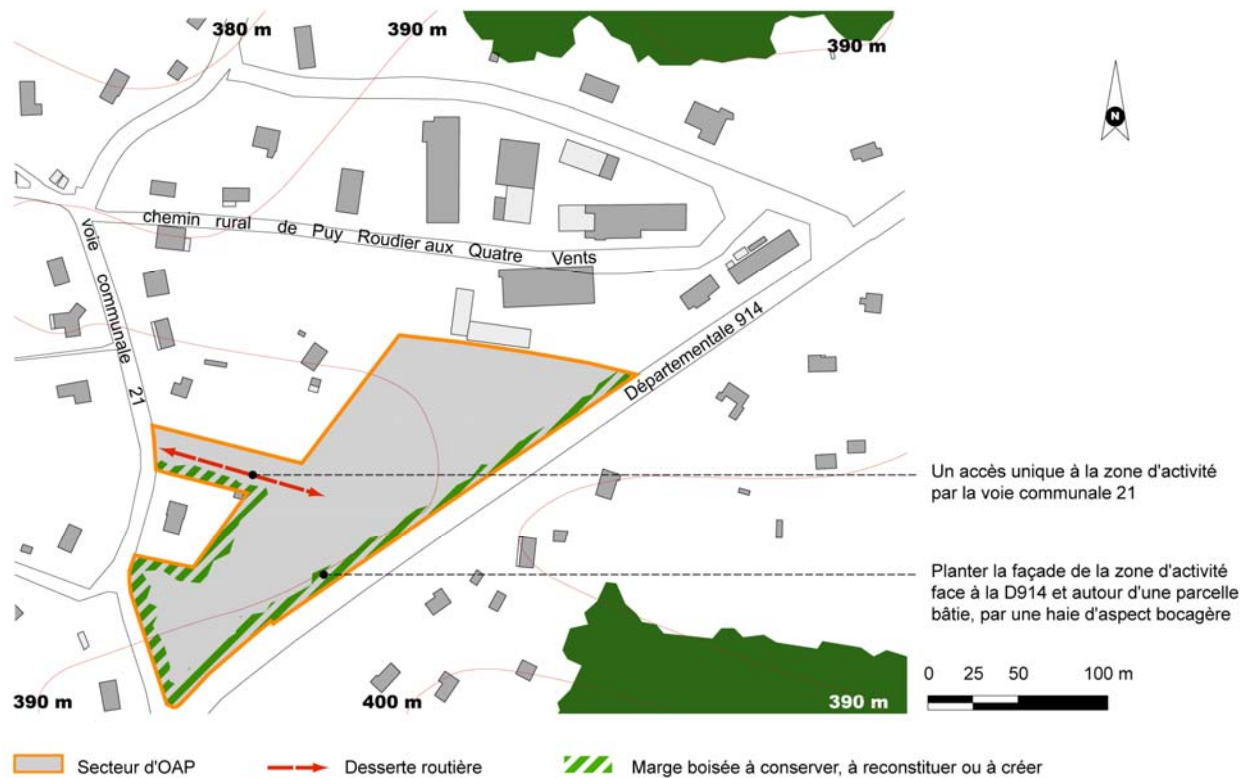 380 m
390 m
390 m
N
chemin rural de Puy Roudier aux Quatre Vents
voie communale 21
Départementale 914
Un accès unique à la zone d'activité
par la voie communale 21
Planter la façade de la zone d'activité
face à la D914 et autour d'une parcelle
bâtie, par une haie d'aspect bocagère
0 25 50 100 m
390 m
400 m
390 m
Secteur d'OAP
Desserte routière
Marge boisée à conserver, à reconstituer ou à créer